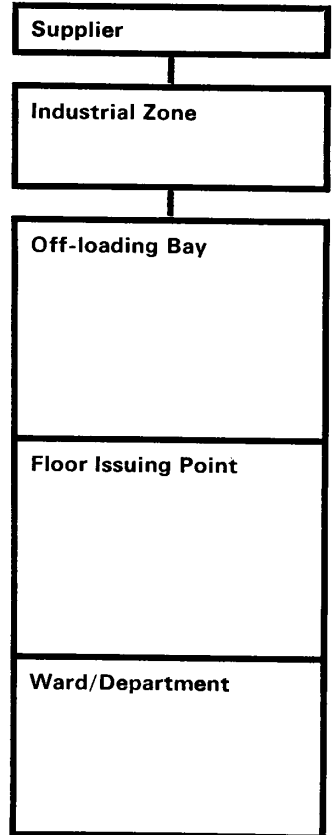 Supplier
Industrial Zone
Off-loading Bay
Floor Issuing Point
Ward/Department